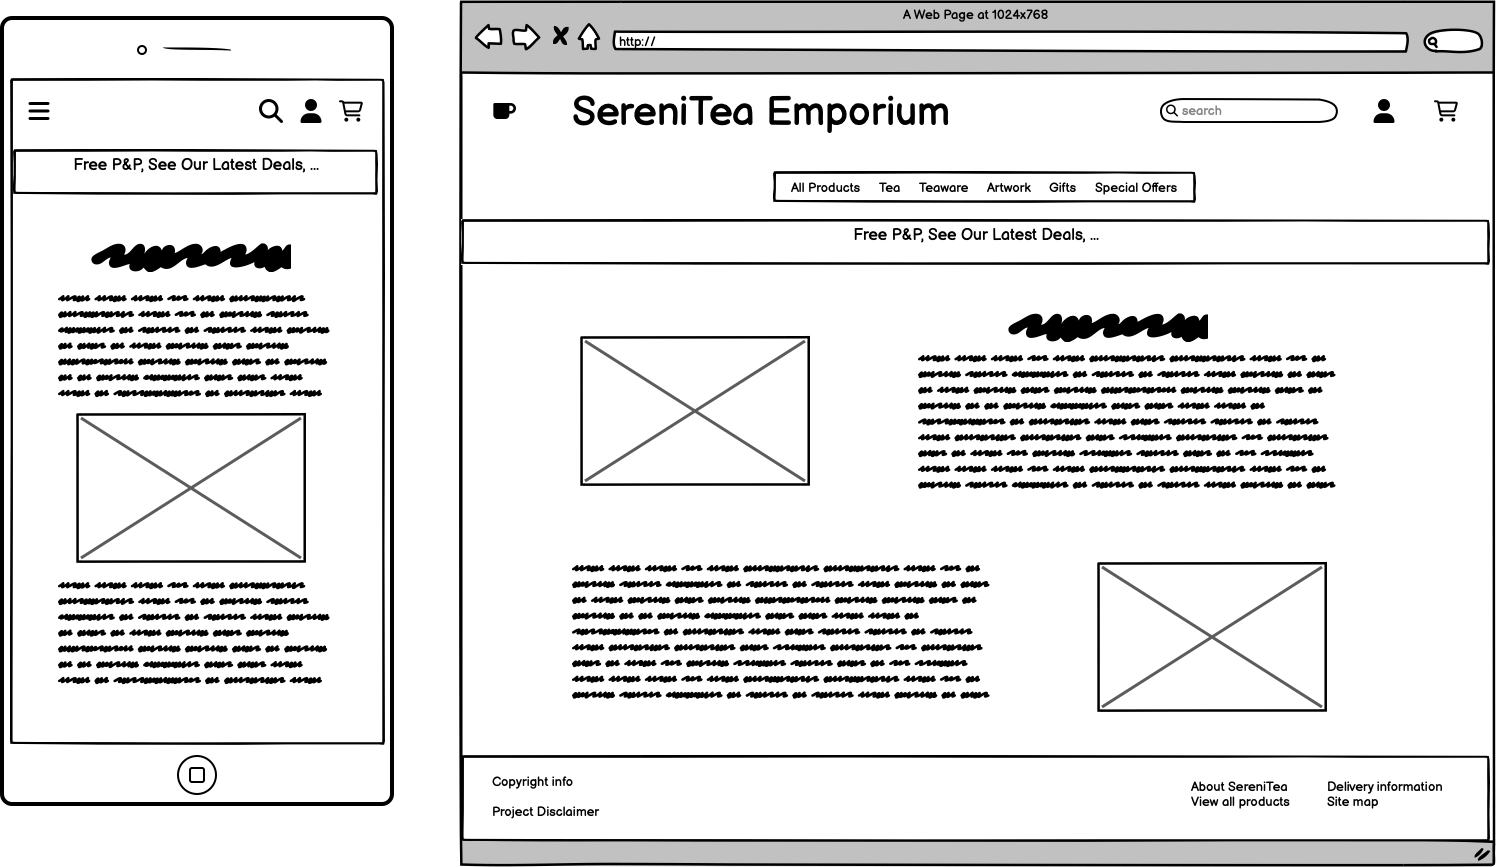 Free P&P, See Our Latest Deals, ...
A Web Page at 1024x768
http://
SereniTea Emporium
search
All Products Tea Teaware Artwork Gifts Special Offers
Free P&P, See Our Latest Deals, ...
Copyright info
Project Disclaimer
About SereniTea
View all products
Delivery information
Site map